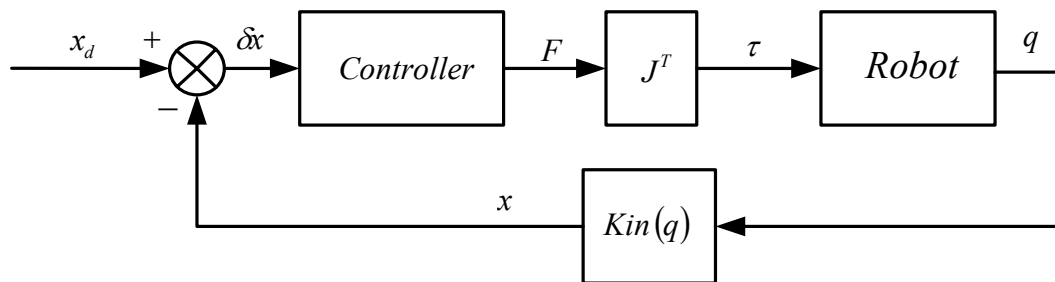 x_d
+
δx
Controller
F
J^T
τ
Robot
q
−
x
Kin(q)